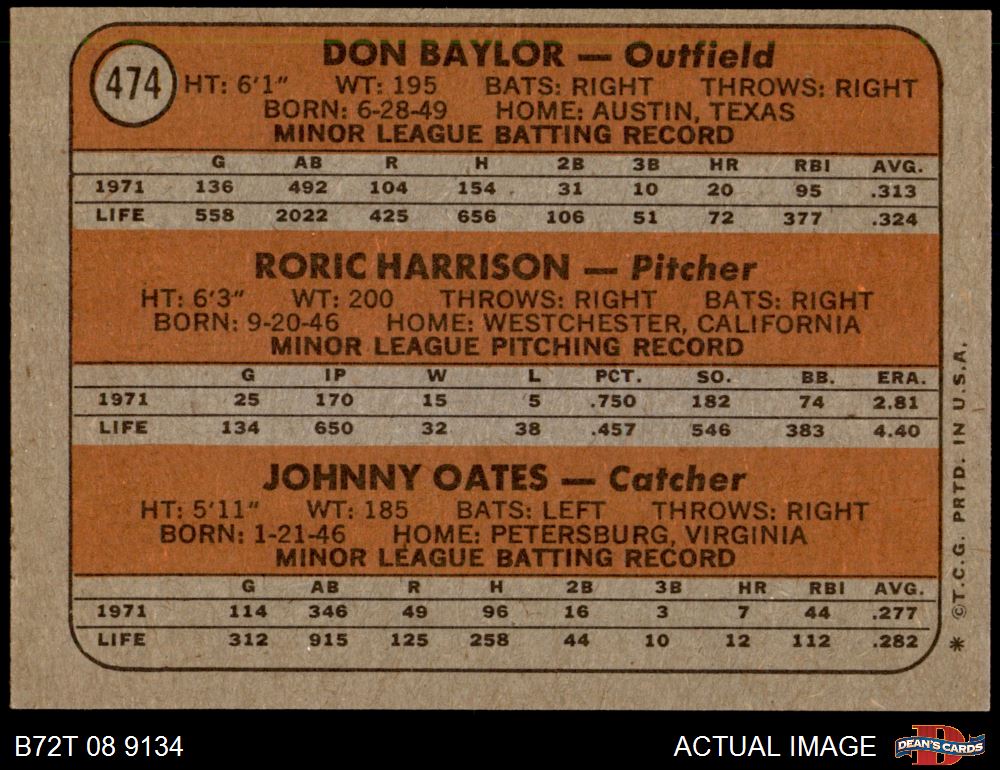 474
DON BAYLOR — Outfield
HT: 6'1" WT: 195 BATS: RIGHT THROWS: RIGHT
BORN: 6-28-49 HOME: AUSTIN, TEXAS
MINOR LEAGUE BATTING RECORD
G AB R H 2B 3B HR RBI AVG.
1971 136 492 104 154 31 10 20 95 .313
LIFE 558 2022 425 656 106 51 72 377 .324
RORIC HARRISON — Pitcher
HT: 6'3" WT: 200 THROWS: RIGHT BATS: RIGHT
BORN: 9-20-46 HOME: WESTCHESTER, CALIFORNIA
MINOR LEAGUE PITCHING RECORD
G IP W L PCT. SO. BB. ERA.
1971 25 170 15 5 .750 182 74 2.81
LIFE 134 650 32 38 .457 546 383 4.40
JOHNNY OATES — Catcher
HT: 5'11" WT: 185 BATS: LEFT THROWS: RIGHT
BORN: 1-21-46 HOME: PETERSBURG, VIRGINIA
MINOR LEAGUE BATTING RECORD
G AB R H 2B 3B HR RBI AVG.
1971 114 346 49 96 16 3 7 44 .277
LIFE 312 915 125 258 44 10 12 112 .282
* ©T.C.G. PRTD. IN U.S.A.
B72T 08 9134
ACTUAL IMAGE
D
DEAN'S CARDS